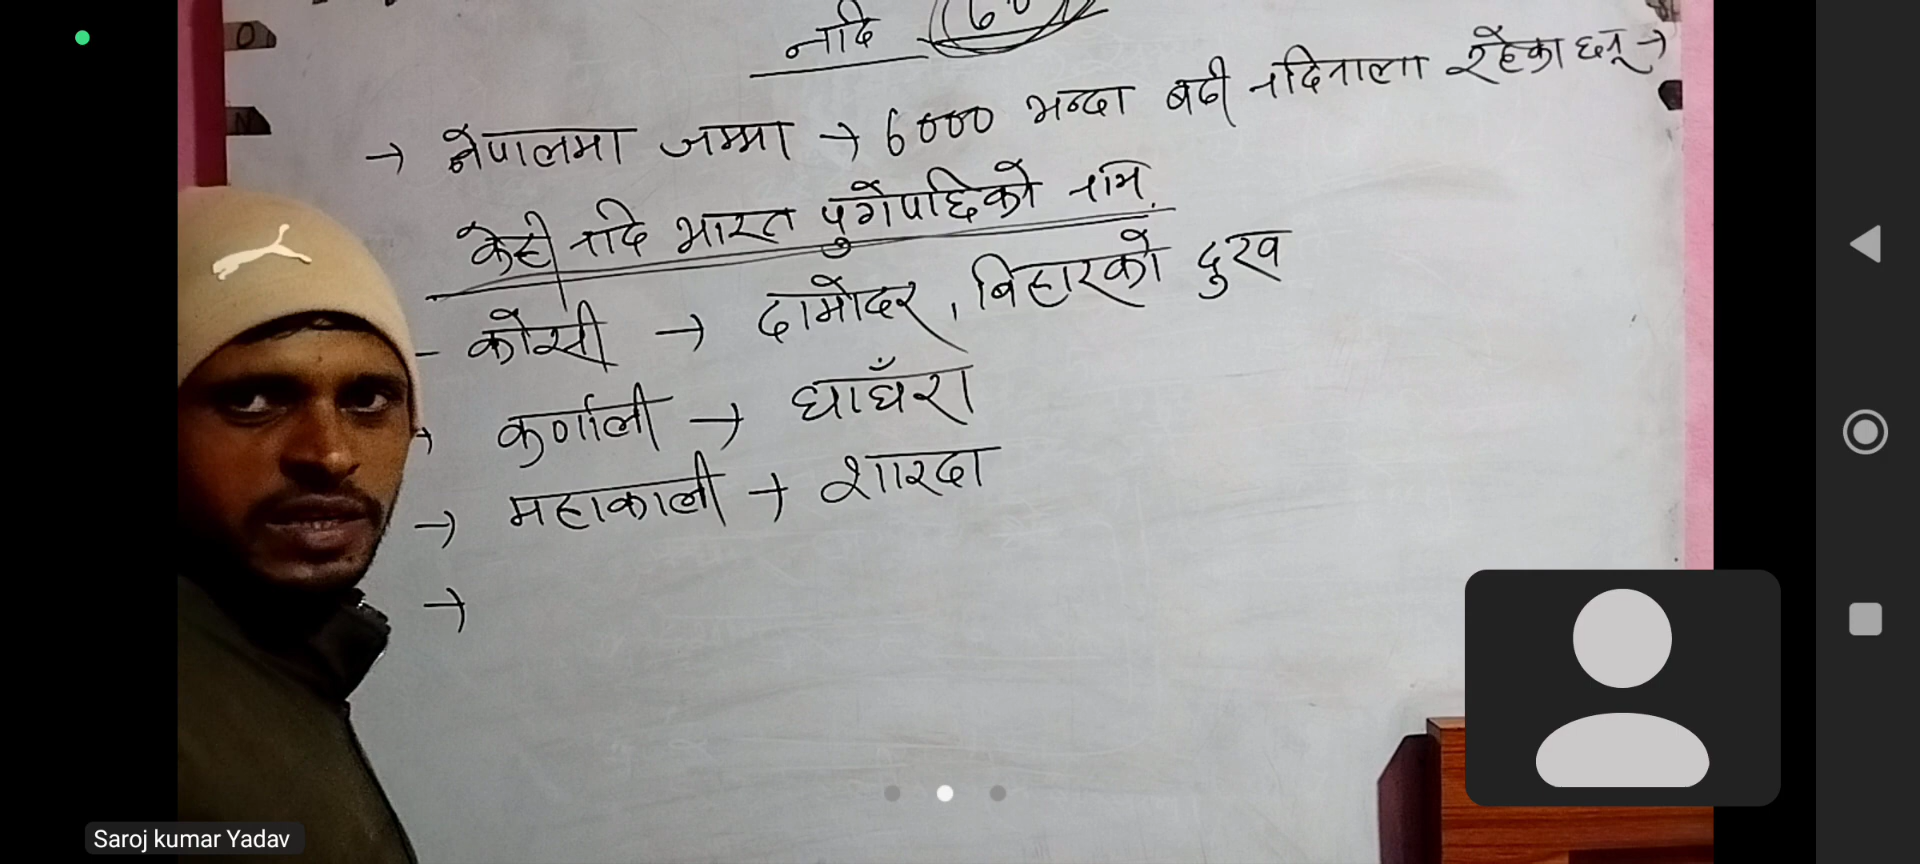 नदि
→ नेपालमा जम्मा → 6000 भन्दा बढी नदिनाला रहेका छन् →
केही नदि भारत पुगेपछिको नाम
- कोसी → दामोदर, बिहारको दुख
→ कर्णाली → घाघँरा
→ महाकाली → शारदा
→
Saroj kumar Yadav